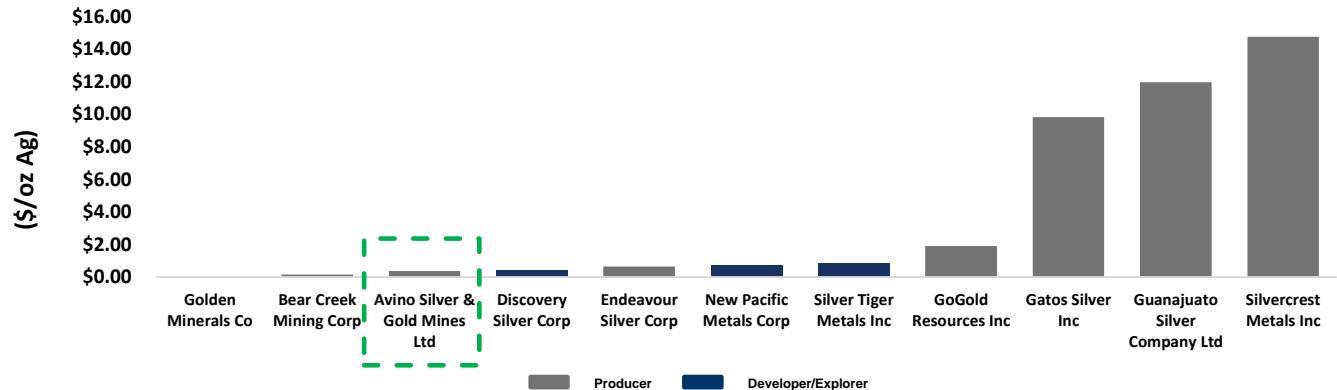 $16.00
$14.00
$12.00
$10.00
$8.00
$6.00
$4.00
$2.00
$0.00
($/oz Ag)
Golden
Minerals Co
Bear Creek
Mining Corp
Avino Silver &
Gold Mines
Ltd
Discovery
Silver Corp
Endeavour
Silver Corp
New Pacific
Metals Corp
Silver Tiger
Metals Inc
GoGold
Resources Inc
Gatos Silver
Inc
Guanajuato
Silver
Company Ltd
Silvercrest
Metals Inc
Producer
Developer/Explorer